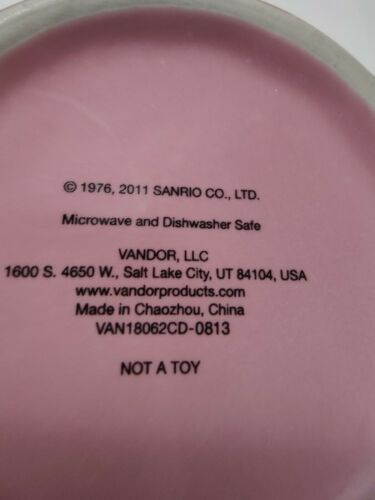 © 1976, 2011 SANRIO CO., LTD.
Microwave and Dishwasher Safe
VANDOR, LLC
1600 S. 4650 W., Salt Lake City, UT 84104, USA
www.vandorproducts.com
Made in Chaozhou, China
VAN18062CD-0813
NOT A TOY